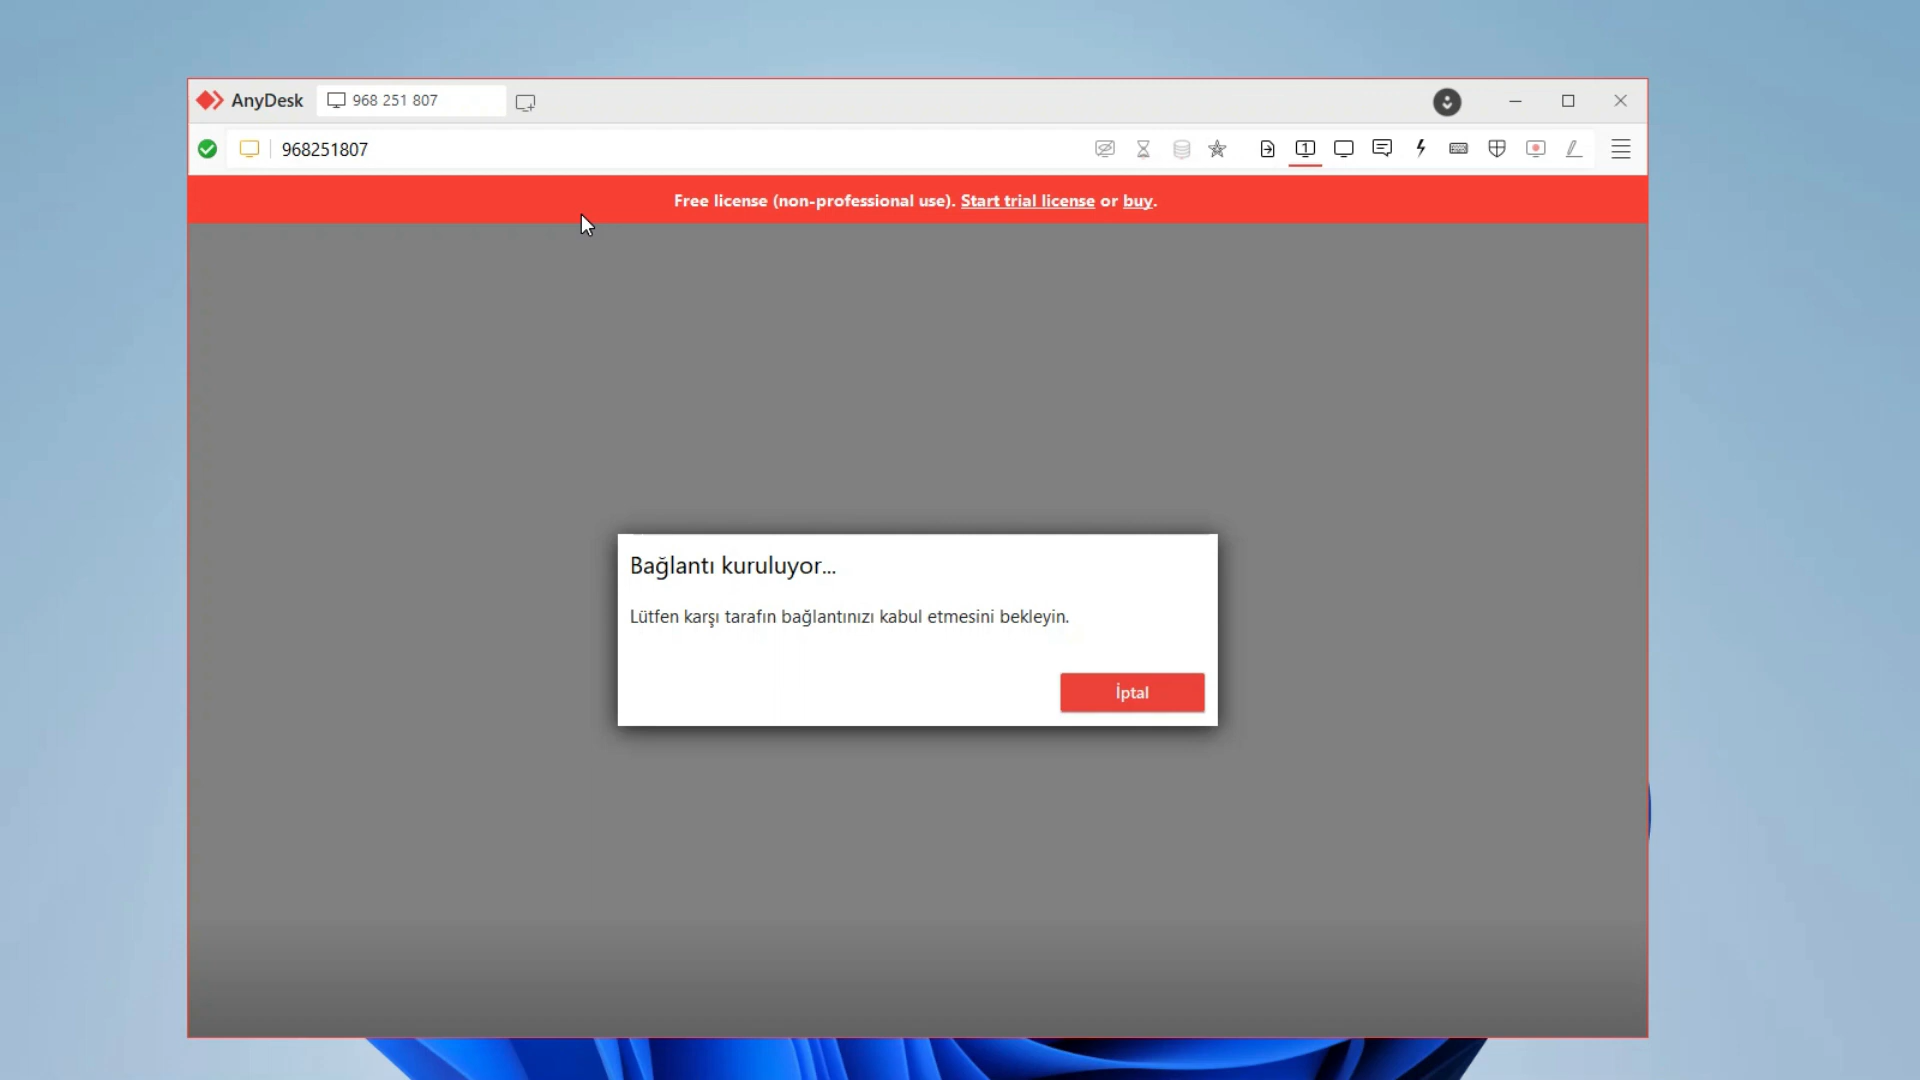 AnyDesk
968 251 807
968251807
1
Free license (non-professional use). Start trial license or buy.
Bağlantı kuruluyor...
Lütfen karşı tarafın bağlantınızı kabul etmesini bekleyin.
İptal